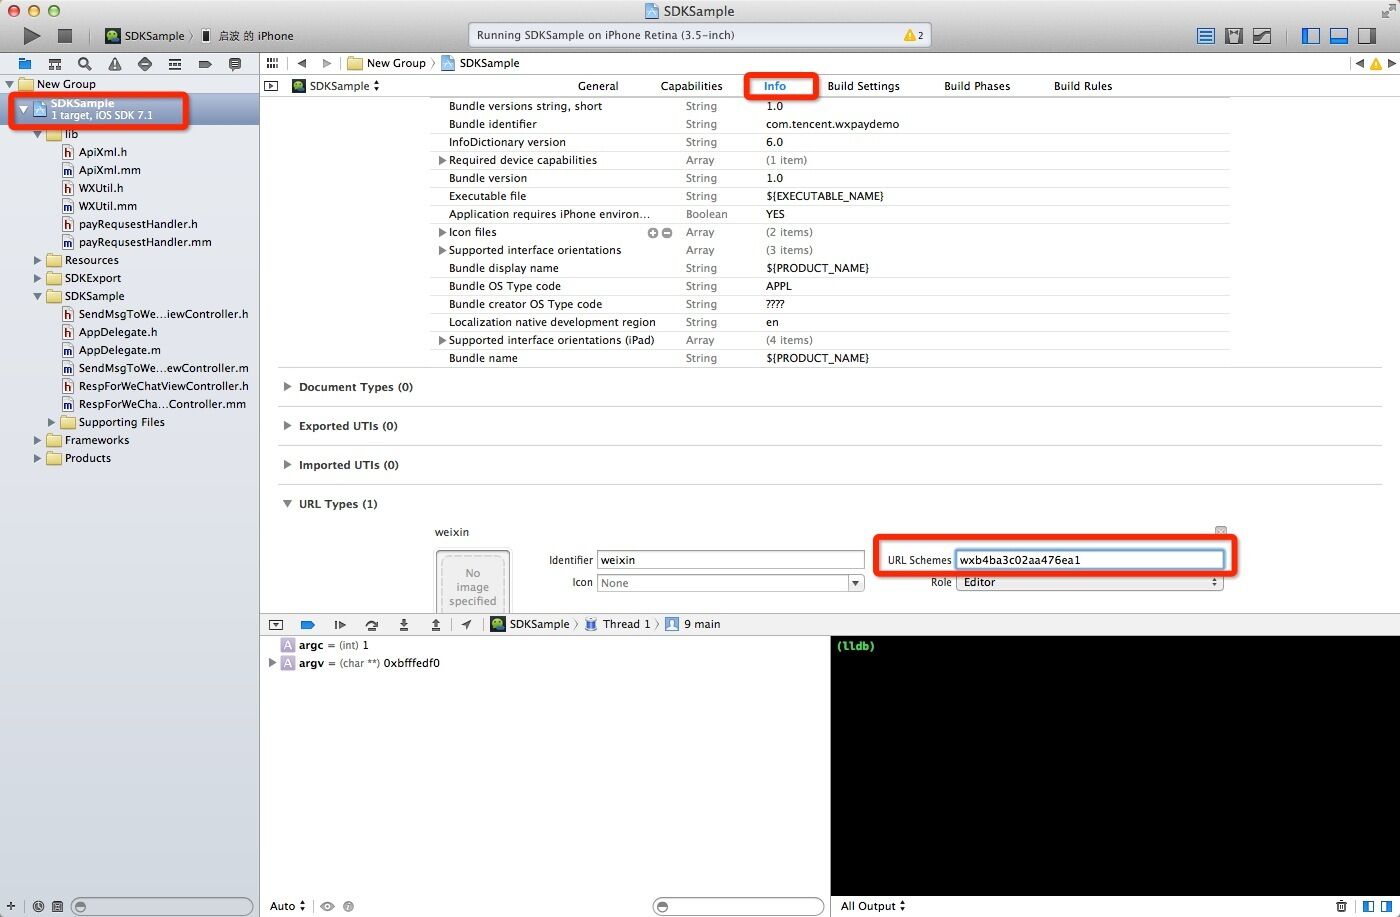 SDKSample
SDKSample 〉 启波 的 iPhone
Running SDKSample on iPhone Retina (3.5-inch)
2
New Group 〉 SDKSample
New Group
SDKSample
1 target, iOS SDK 7.1
lib
h ApiXml.h
m ApiXml.mm
h WXUtil.h
m WXUtil.mm
h payRequsestHandler.h
m payRequsestHandler.mm
Resources
SDKExport
SDKSample
h SendMsgToWe...iewController.h
h AppDelegate.h
m AppDelegate.m
m SendMsgToWe...ewController.m
h RespForWeChatViewController.h
m RespForWeCha...Controller.mm
Supporting Files
Frameworks
Products
SDKSample
General Capabilities Info Build Settings Build Phases Build Rules
Bundle versions string, short String 1.0
Bundle identifier String com.tencent.wxpaydemo
InfoDictionary version String 6.0
Required device capabilities Array (1 item)
Bundle version String 1.0
Executable file String ${EXECUTABLE_NAME}
Application requires iPhone environ... Boolean YES
Icon files Array (2 items)
Supported interface orientations Array (3 items)
Bundle display name String ${PRODUCT_NAME}
Bundle OS Type code String APPL
Bundle creator OS Type code String ????
Localization native development region String en
Supported interface orientations (iPad) Array (4 items)
Bundle name String ${PRODUCT_NAME}
Document Types (0)
Exported UTIs (0)
Imported UTIs (0)
URL Types (1)
weixin
No
image
specified
Identifier weixin
Icon None
URL Schemes wxb4ba3c02aa476ea1
Role Editor
SDKSample 〉 Thread 1 〉 9 main
A argc = (int) 1
A argv = (char **) 0xbfffedf0
(lldb)
Auto
All Output